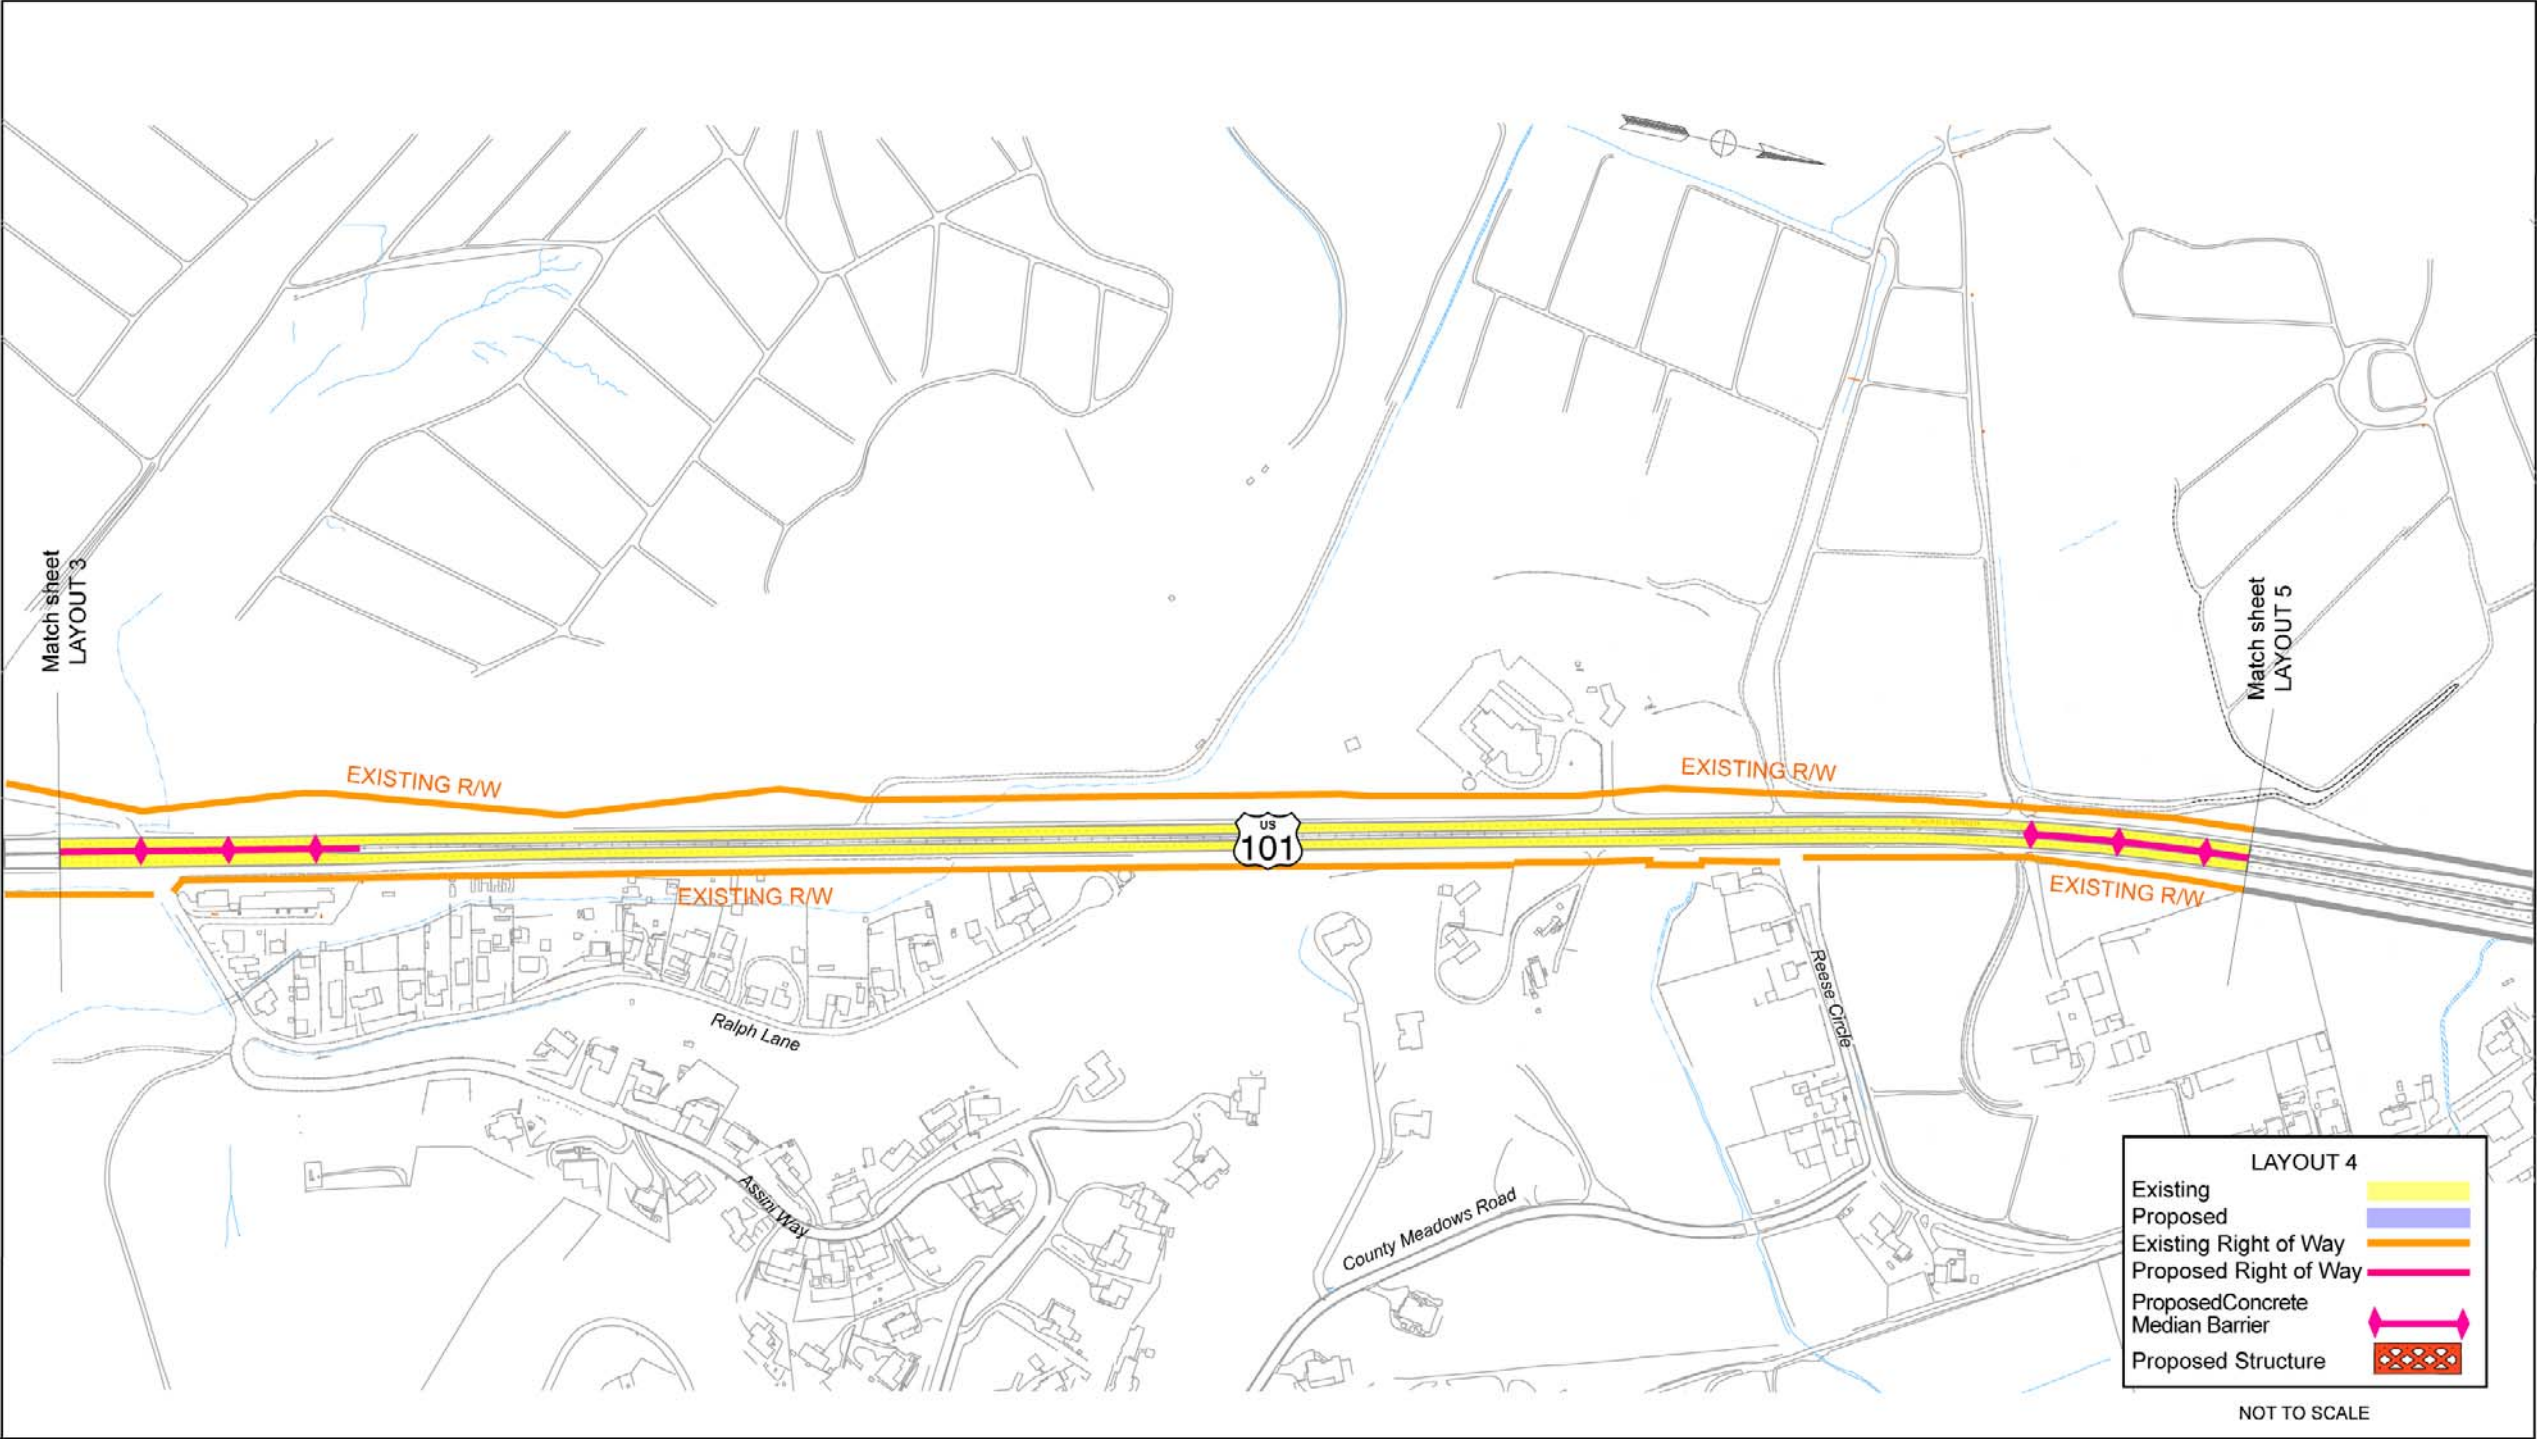 Match sheet
LAYOUT 3
Match sheet
LAYOUT 5
EXISTING R/W
EXISTING R/W
US
101
EXISTING R/W
EXISTING R/W
Ralph Lane
Reese Circle
Assini Way
County Meadows Road
LAYOUT 4
Existing
Proposed
Existing Right of Way
Proposed Right of Way
ProposedConcrete
Median Barrier
Proposed Structure
NOT TO SCALE